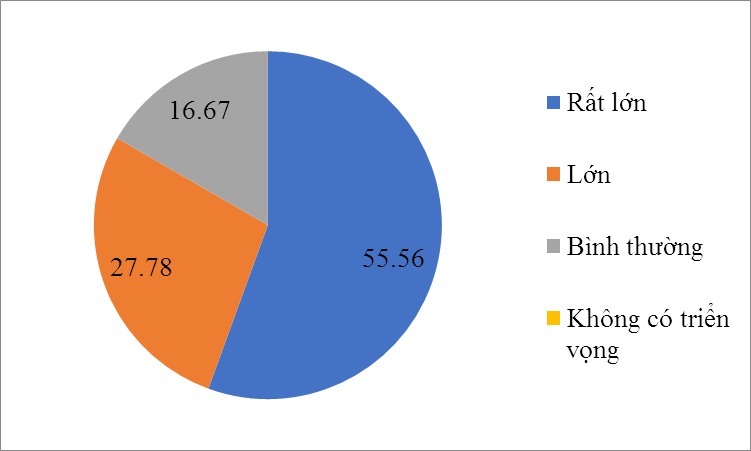 16.67
27.78
55.56
Rất lớn
Lớn
Bình thường
Không có triển
vọng